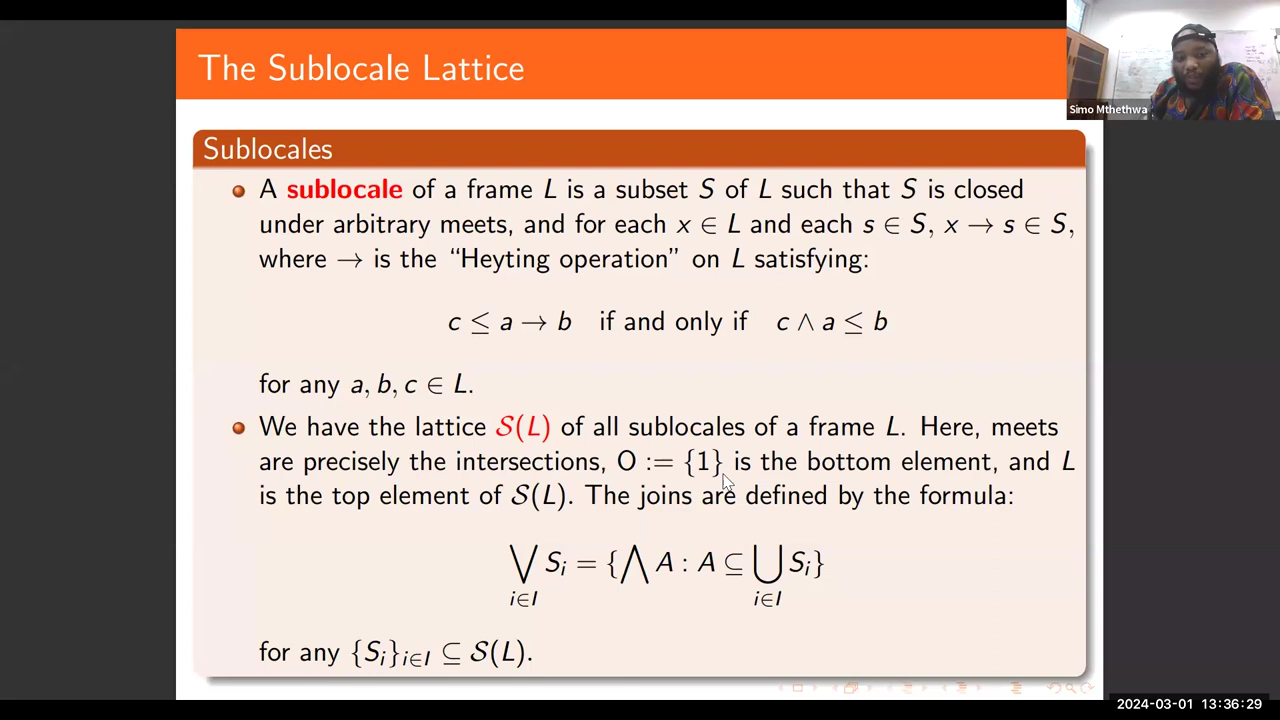 The Sublocale Lattice
Simo Mthethwa
Sublocales
A sublocale of a frame L is a subset S of L such that S is closed
under arbitrary meets, and for each x ∈ L and each s ∈ S, x → s ∈ S,
where → is the “Heyting operation” on L satisfying:
c ≤ a → b if and only if c ∧ a ≤ b
for any a, b, c ∈ L.
We have the lattice 𝒮(L) of all sublocales of a frame L. Here, meets
are precisely the intersections, O := {1} is the bottom element, and L
is the top element of 𝒮(L). The joins are defined by the formula:
⋁ Sᵢ = {⋀ A : A ⊆ ⋃ Sᵢ}
i∈I i∈I
for any {Sᵢ}ᵢ∈I ⊆ 𝒮(L).
2024-03-01 13:36:29